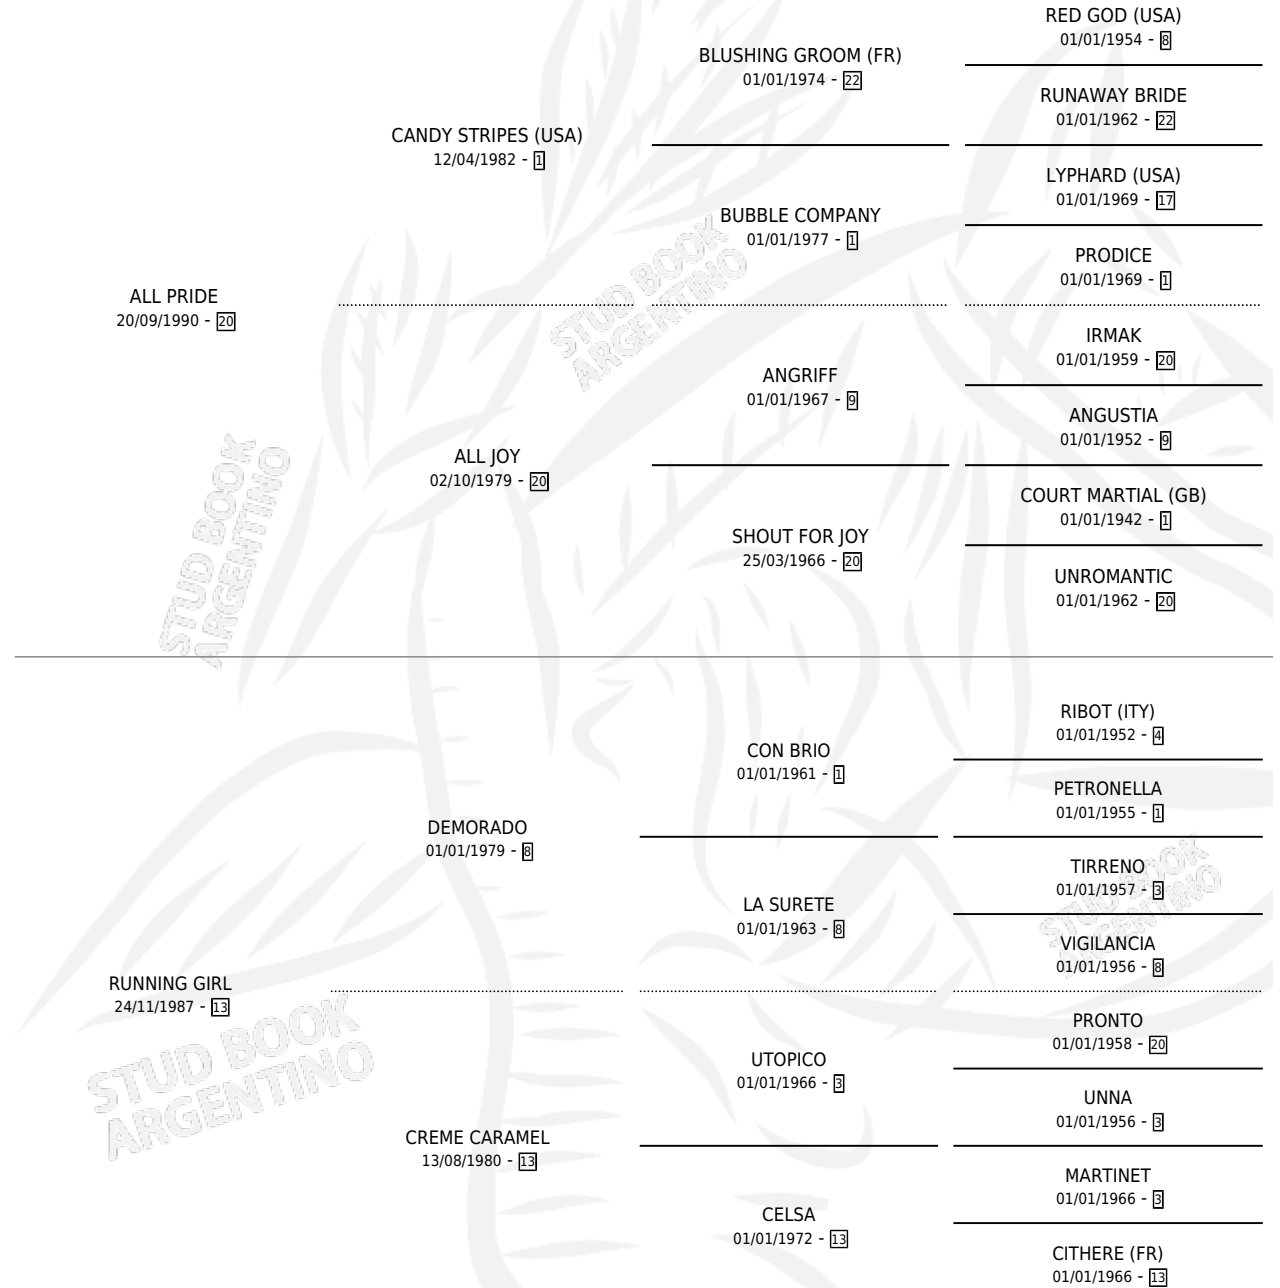 RED GOD (USA)
01/01/1954 - 8
BLUSHING GROOM (FR)
01/01/1974 - 22
RUNAWAY BRIDE
01/01/1962 - 22
CANDY STRIPES (USA)
12/04/1982 - 1
LYPHARD (USA)
01/01/1969 - 17
BUBBLE COMPANY
01/01/1977 - 1
PRODICE
01/01/1969 - 1
ALL PRIDE
20/09/1990 - 20
STUD BOOK
ARGENTINO
IRMAK
01/01/1959 - 20
ANGRIFF
01/01/1967 - 9
ANGUSTIA
01/01/1952 - 9
ALL JOY
02/10/1979 - 20
COURT MARTIAL (GB)
01/01/1942 - 1
SHOUT FOR JOY
25/03/1966 - 20
UNROMANTIC
01/01/1962 - 20
STUD BOOK
ARGENTINO
RIBOT (ITY)
01/01/1952 - 4
CON BRIO
01/01/1961 - 1
PETRONELLA
01/01/1955 - 1
DEMORADO
01/01/1979 - 8
TIRRENO
01/01/1957 - 3
LA SURETE
01/01/1963 - 8
VIGILANCIA
01/01/1956 - 8
STUD BOOK
ARGENTINO
RUNNING GIRL
24/11/1987 - 13
PRONTO
01/01/1958 - 20
UTOPICO
01/01/1966 - 3
UNNA
01/01/1956 - 3
STUD BOOK
ARGENTINO
CREME CARAMEL
13/08/1980 - 13
MARTINET
01/01/1966 - 3
CELSA
01/01/1972 - 13
CITHERE (FR)
01/01/1966 - 13